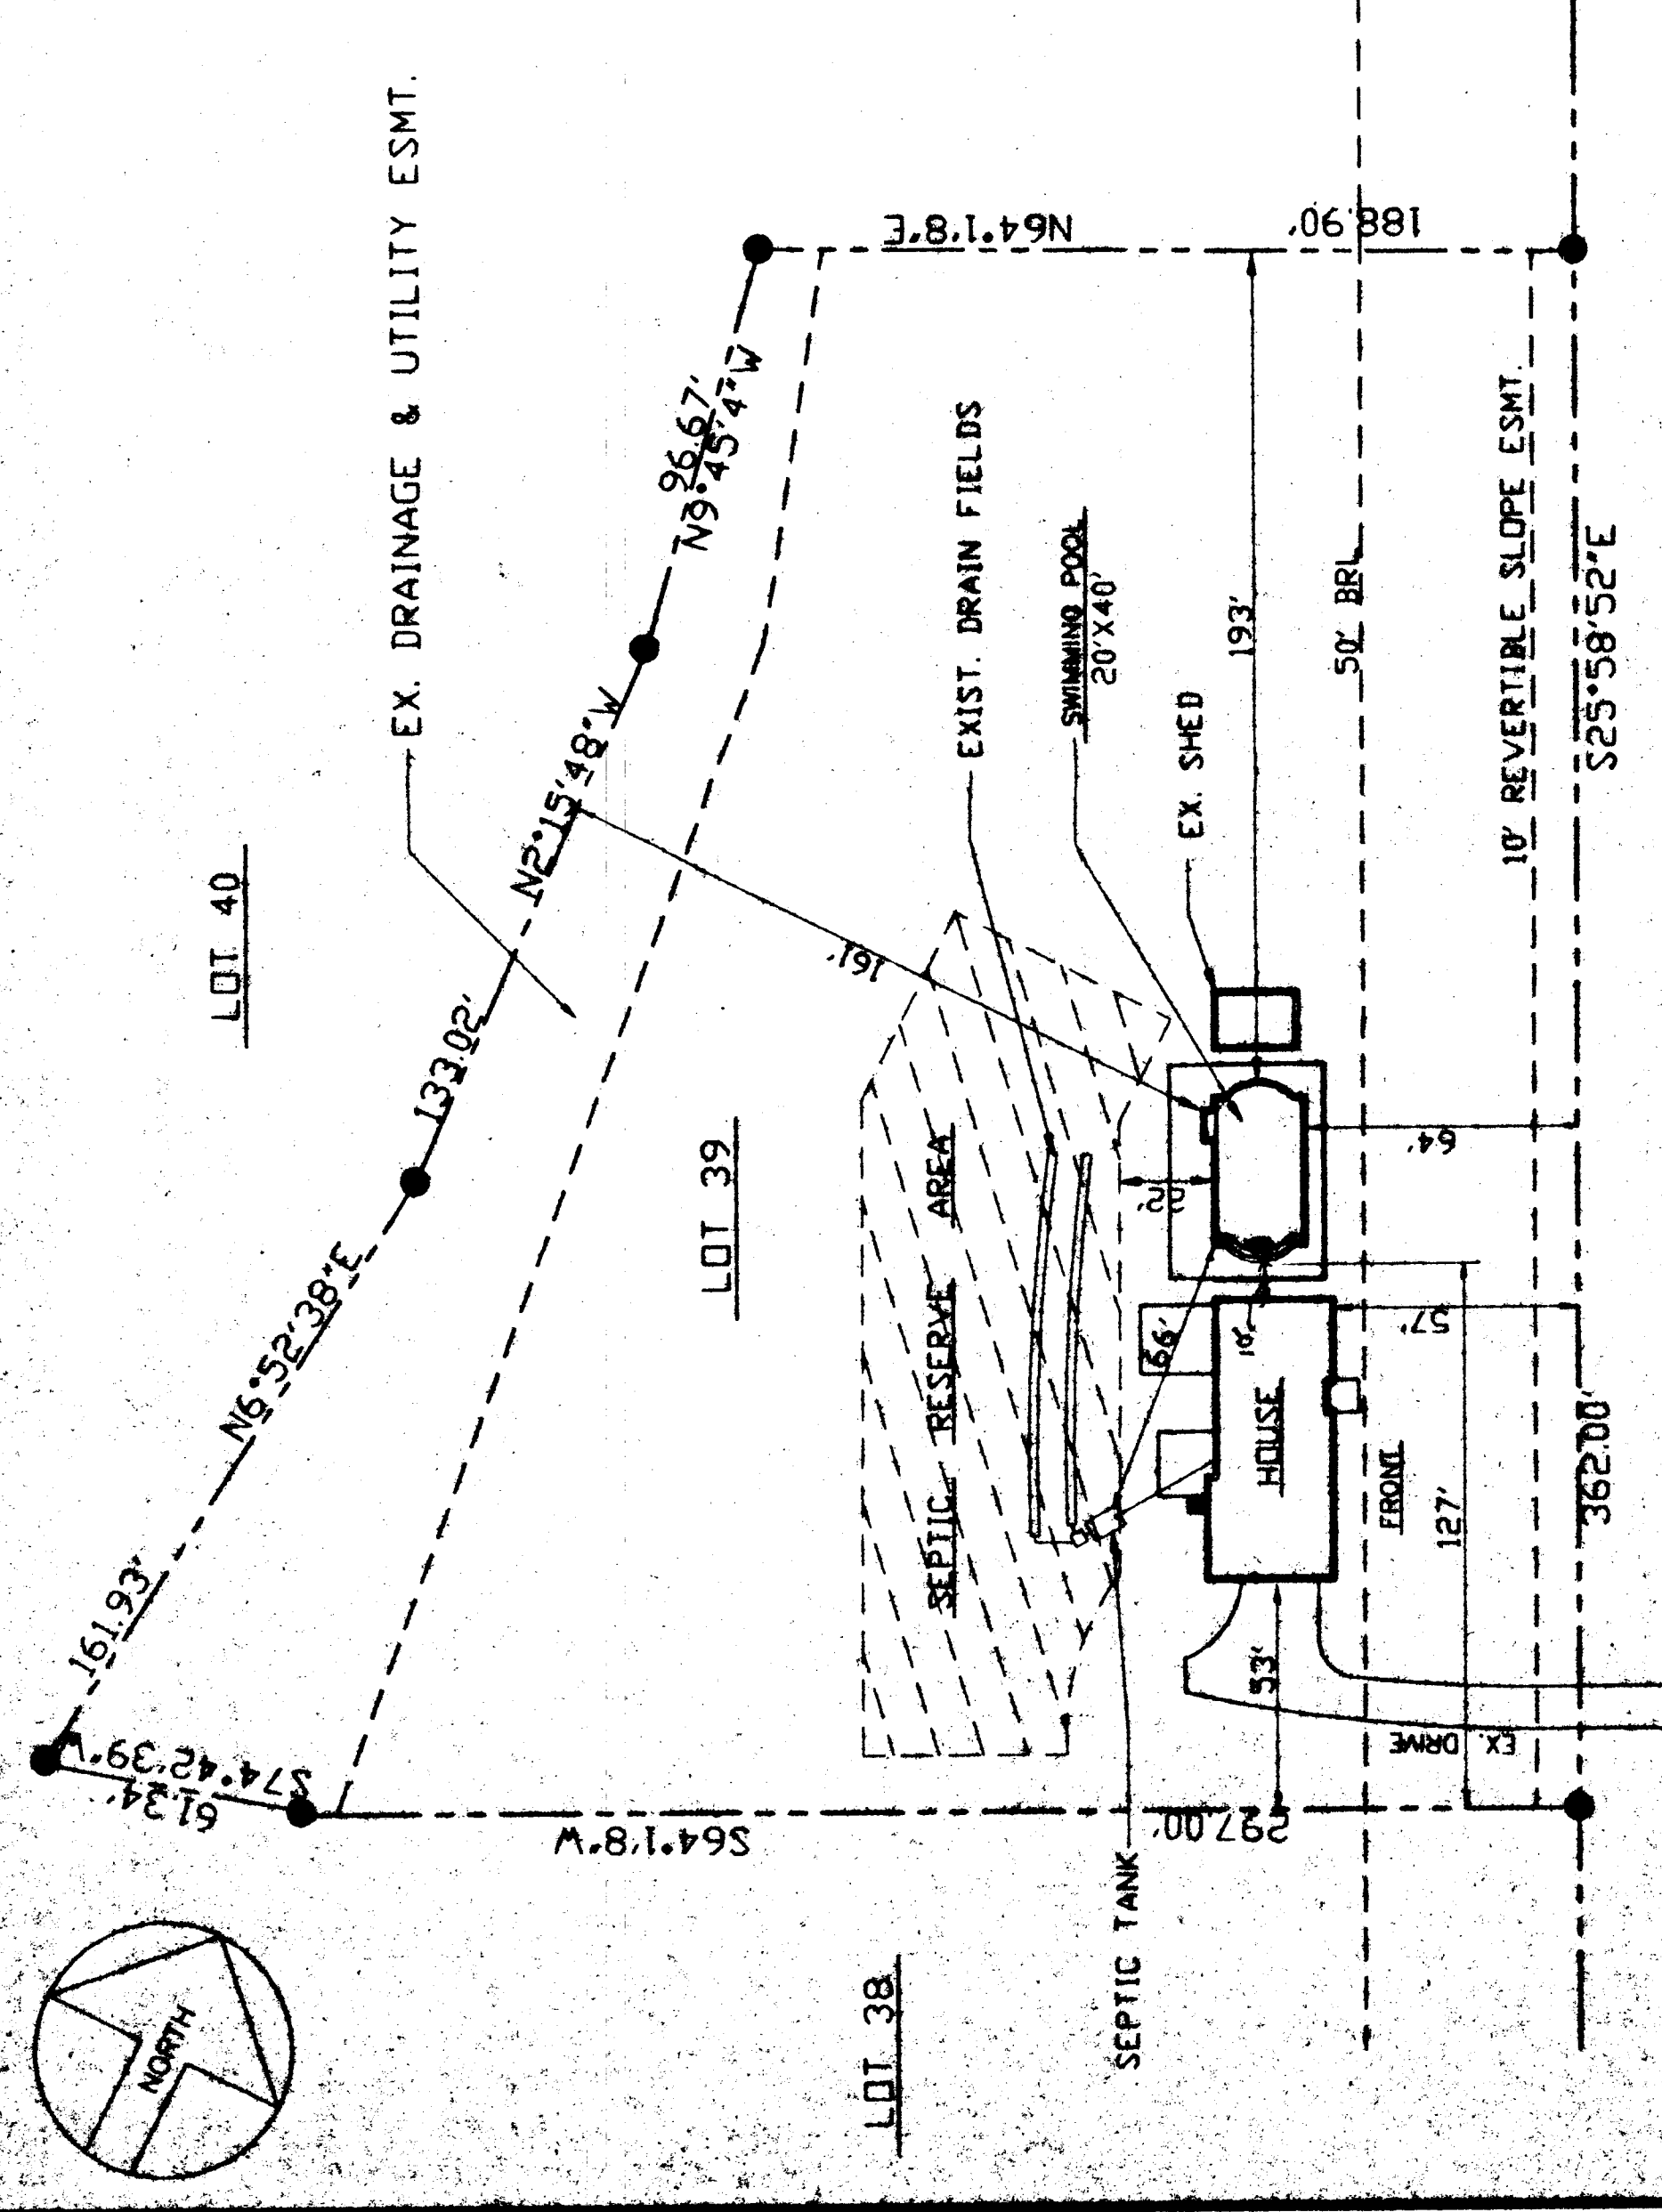 EX. DRAINAGE & UTILITY ESMT.
LOT 40
N64°1'8"E
188.90'
96.67'
N9°45'4"W
N2°15'48"W
133.02'
N6°52'38"E
161.93'
S74°42'39"W
61.34'
S64°1'8"W
297.00'
S25°58'52"E
362.00'
10' REVERTIBLE SLOPE ESMT.
50' BRL
EXIST. DRAIN FIELDS
SWIMMING POOL
20'X40'
EX. SHED
193'
161'
LOT 39
SEPTIC RESERVE AREA
22'
64'
66'
10'
57'
HOUSE
FRONT
127'
53'
EX. DRIVE
SEPTIC TANK
LOT 38
NORTH